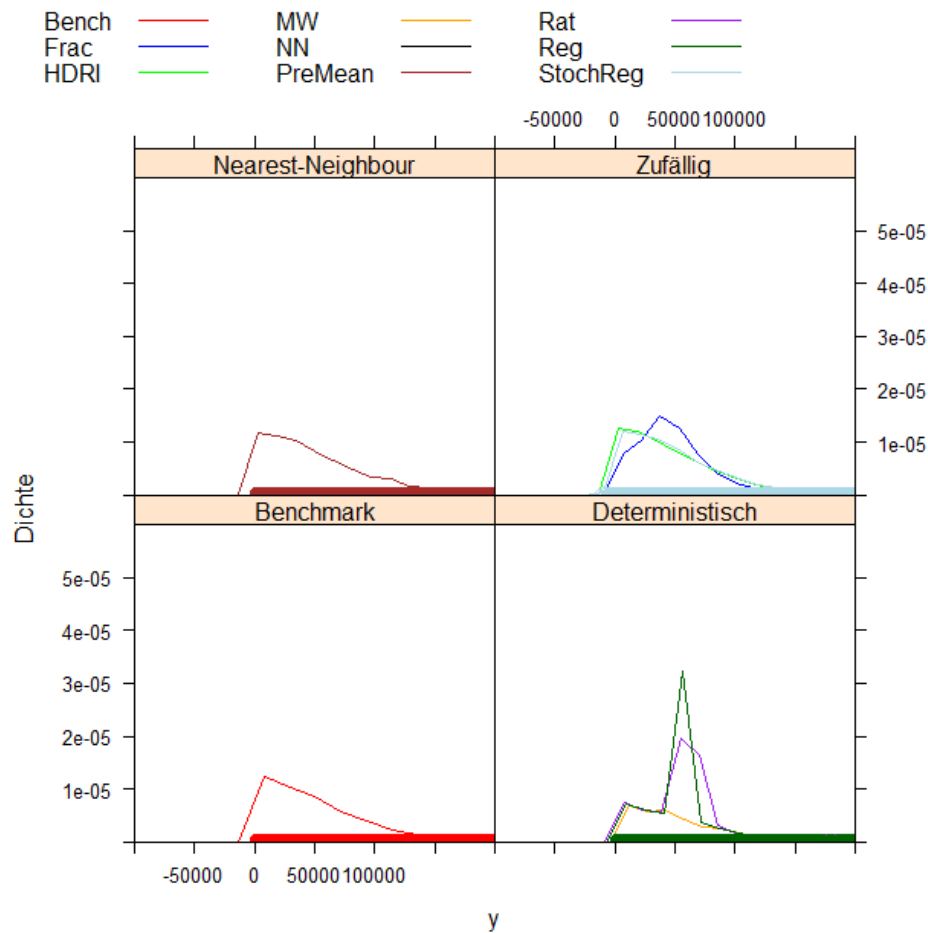 Bench MW Rat
Frac NN Reg
HDRI PreMean StochReg
-50000 0 50000 100000
Nearest-Neighbour Zufällig
5e-05
4e-05
3e-05
2e-05
1e-05
Dichte
Benchmark Deterministisch
5e-05
4e-05
3e-05
2e-05
1e-05
-50000 0 50000 100000
y